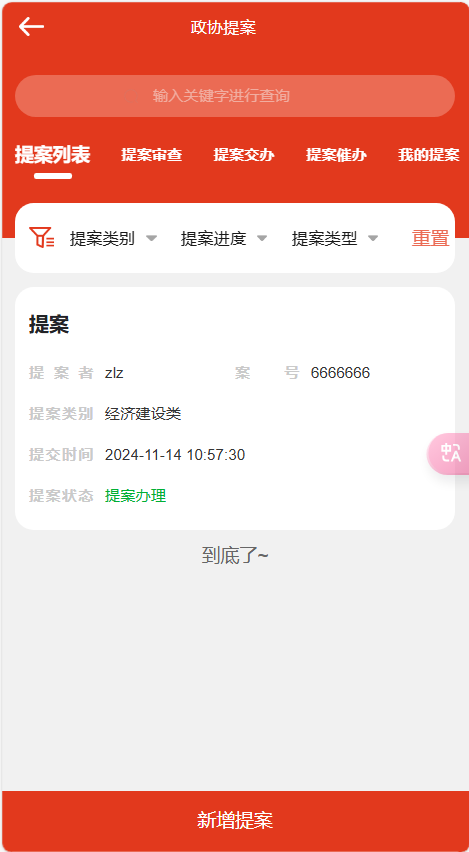 政协提案
输入关键字进行查询
提案列表 提案审查 提案交办 提案催办 我的提案
提案类别 提案进度 提案类型 重置
提案
提案者 zlz 案号 6666666
提案类别 经济建设类
提交时间 2024-11-14 10:57:30
提案状态 提案办理
中A
到底了~
新增提案